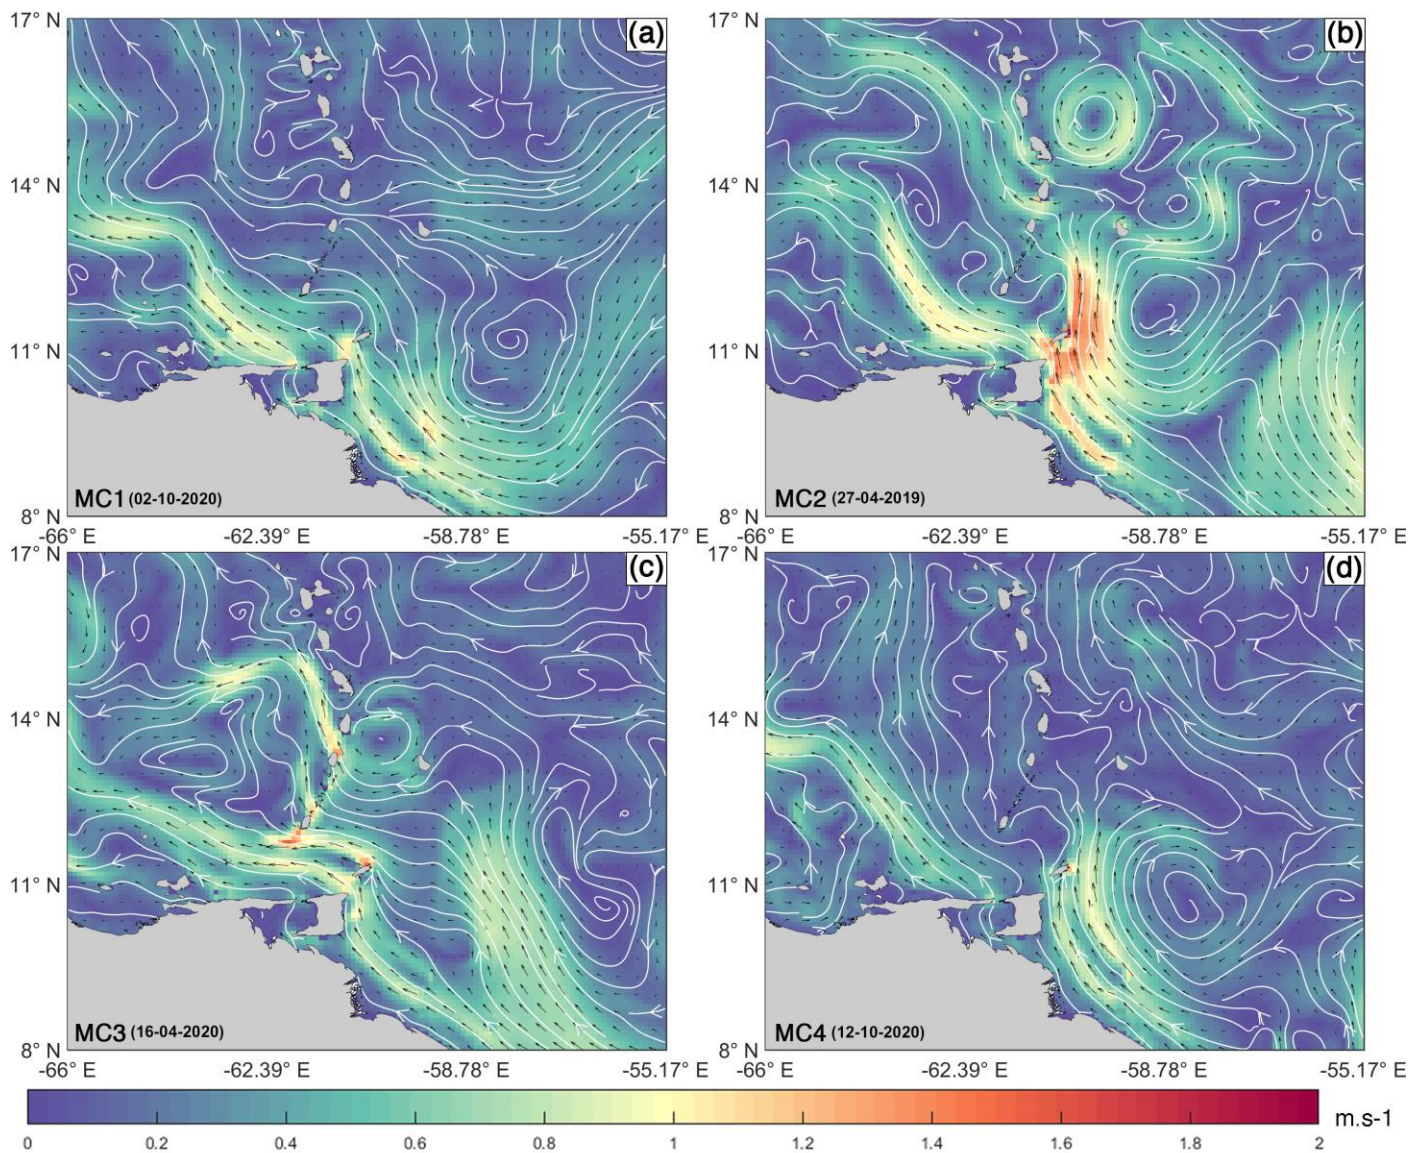 17° N
(a)
14° N
11° N
MC1 (02-10-2020)
8° N
-66° E
-62.39° E
-58.78° E
-55.17° E
17° N
(b)
14° N
11° N
MC2 (27-04-2019)
8° N
-66° E
-62.39° E
-58.78° E
-55.17° E
17° N
(c)
14° N
11° N
MC3 (16-04-2020)
8° N
-66° E
-62.39° E
-58.78° E
-55.17° E
17° N
(d)
14° N
11° N
MC4 (12-10-2020)
8° N
-66° E
-62.39° E
-58.78° E
-55.17° E
m.s-1
0 0.2 0.4 0.6 0.8 1 1.2 1.4 1.6 1.8 2